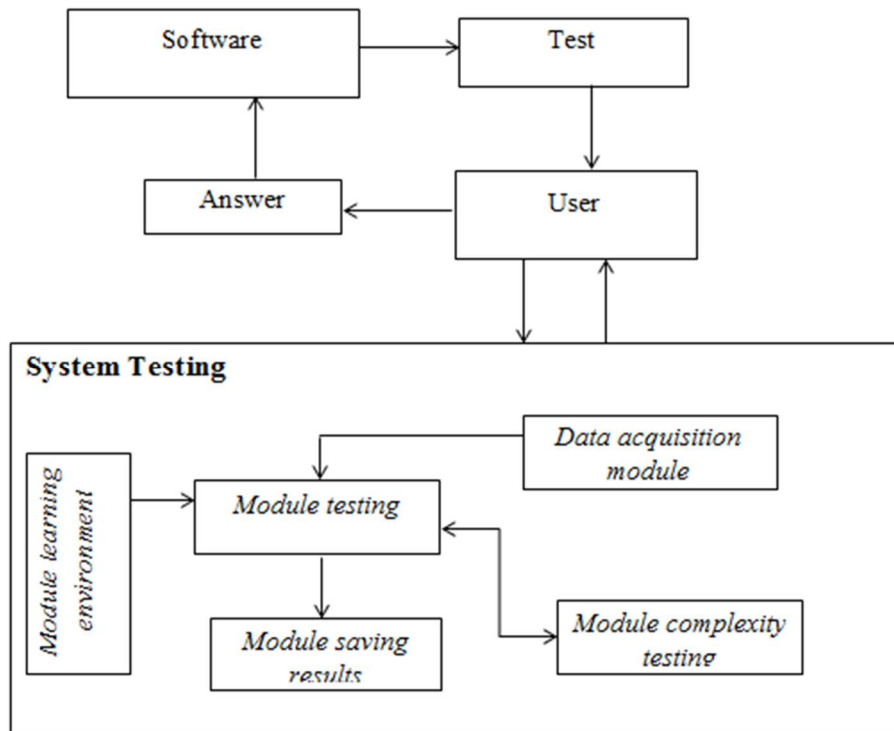 Software
Test
Answer
User
System Testing
Data acquisition
module
Module learning
environment
Module testing
Module saving
results
Module complexity
testing